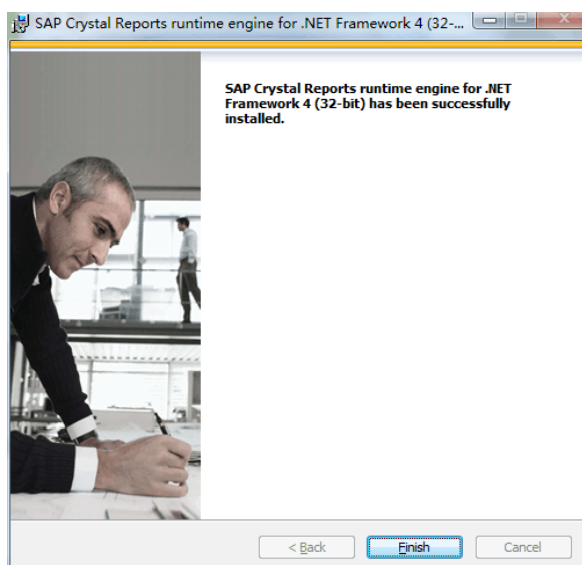 SAP Crystal Reports runtime engine for .NET Framework 4 (32-...
SAP Crystal Reports runtime engine for .NET
Framework 4 (32-bit) has been successfully
installed.
< Back
Finish
Cancel